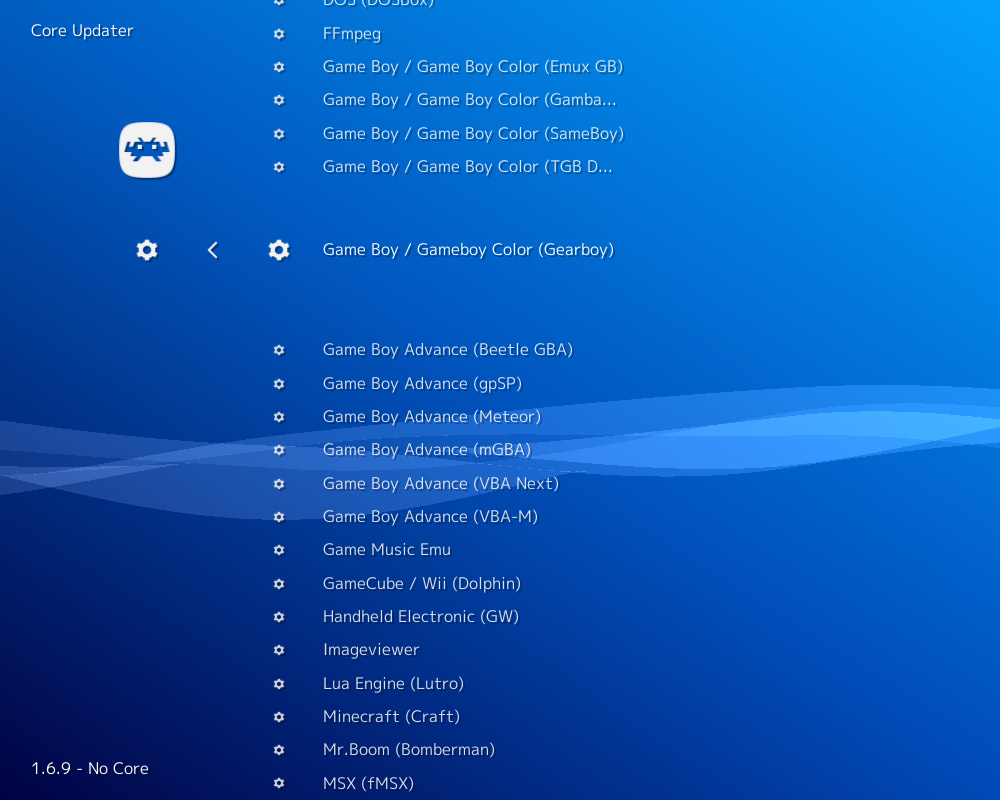 Core Updater
DOS (DOSBox)
FFmpeg
Game Boy / Game Boy Color (Emux GB)
Game Boy / Game Boy Color (Gamba...
Game Boy / Game Boy Color (SameBoy)
Game Boy / Game Boy Color (TGB D...
Game Boy / Gameboy Color (Gearboy)
Game Boy Advance (Beetle GBA)
Game Boy Advance (gpSP)
Game Boy Advance (Meteor)
Game Boy Advance (mGBA)
Game Boy Advance (VBA Next)
Game Boy Advance (VBA-M)
Game Music Emu
GameCube / Wii (Dolphin)
Handheld Electronic (GW)
Imageviewer
Lua Engine (Lutro)
Minecraft (Craft)
Mr.Boom (Bomberman)
MSX (fMSX)
1.6.9 - No Core